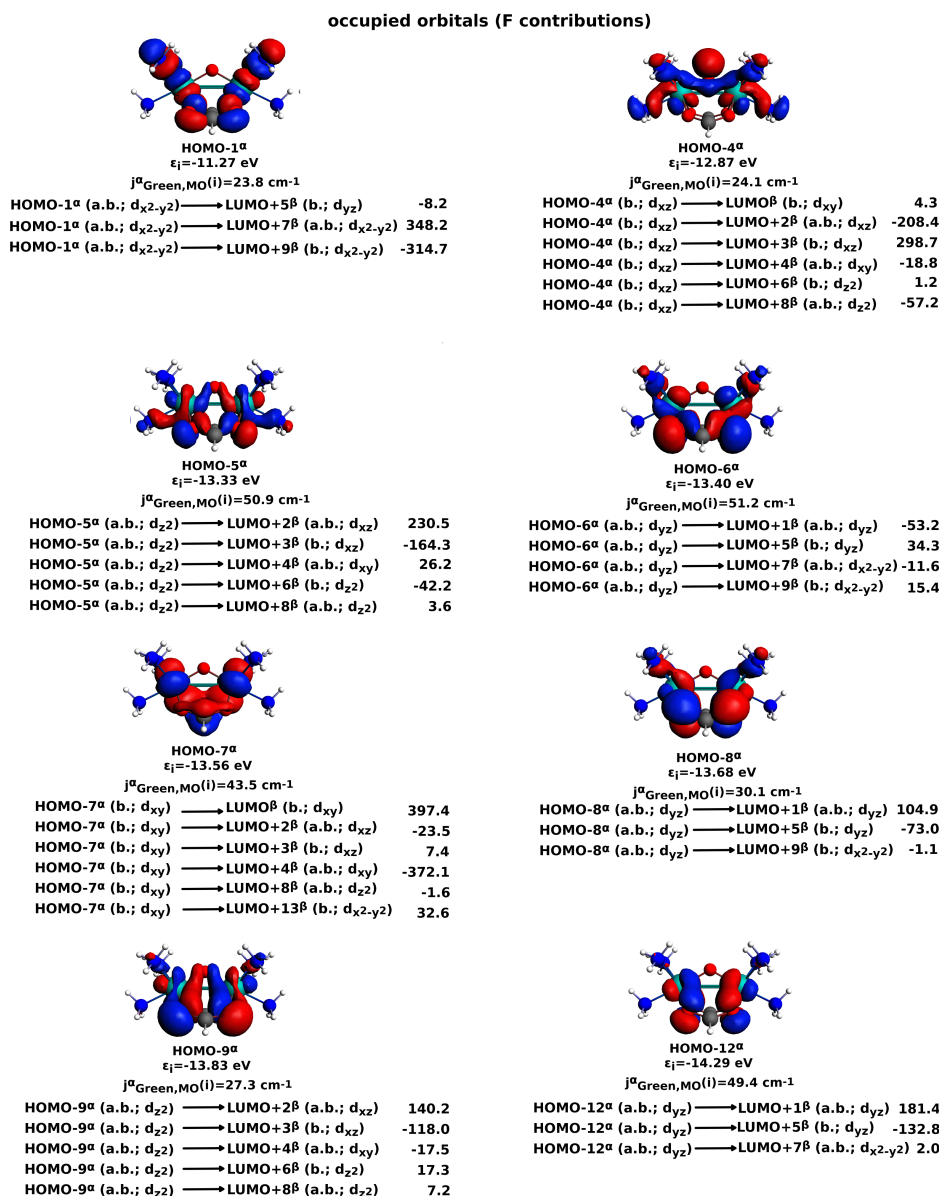 occupied orbitals (F contributions)
HOMO-1α
εi=-11.27 eV
jαGreen,MO(i)=23.8 cm-1
HOMO-1α (a.b.; dx2-y2) → LUMO+5β (b.; dyz) -8.2
HOMO-1α (a.b.; dx2-y2) → LUMO+7β (a.b.; dx2-y2) 348.2
HOMO-1α (a.b.; dx2-y2) → LUMO+9β (b.; dx2-y2) -314.7
HOMO-4α
εi=-12.87 eV
jαGreen,MO(i)=24.1 cm-1
HOMO-4α (b.; dxz) → LUMOβ (b.; dxy) 4.3
HOMO-4α (b.; dxz) → LUMO+2β (a.b.; dxz) -208.4
HOMO-4α (b.; dxz) → LUMO+3β (b.; dxz) 298.7
HOMO-4α (b.; dxz) → LUMO+4β (a.b.; dxy) -18.8
HOMO-4α (b.; dxz) → LUMO+6β (b.; dz2) 1.2
HOMO-4α (b.; dxz) → LUMO+8β (a.b.; dz2) -57.2
HOMO-5α
εi=-13.33 eV
jαGreen,MO(i)=50.9 cm-1
HOMO-5α (a.b.; dz2) → LUMO+2β (a.b.; dxz) 230.5
HOMO-5α (a.b.; dz2) → LUMO+3β (b.; dxz) -164.3
HOMO-5α (a.b.; dz2) → LUMO+4β (a.b.; dxy) 26.2
HOMO-5α (a.b.; dz2) → LUMO+6β (b.; dz2) -42.2
HOMO-5α (a.b.; dz2) → LUMO+8β (a.b.; dz2) 3.6
HOMO-6α
εi=-13.40 eV
jαGreen,MO(i)=51.2 cm-1
HOMO-6α (a.b.; dyz) → LUMO+1β (a.b.; dyz) -53.2
HOMO-6α (a.b.; dyz) → LUMO+5β (b.; dyz) 34.3
HOMO-6α (a.b.; dyz) → LUMO+7β (a.b.; dx2-y2) -11.6
HOMO-6α (a.b.; dyz) → LUMO+9β (b.; dx2-y2) 15.4
HOMO-7α
εi=-13.56 eV
jαGreen,MO(i)=43.5 cm-1
HOMO-7α (b.; dxy) → LUMOβ (b.; dxy) 397.4
HOMO-7α (b.; dxy) → LUMO+2β (a.b.; dxz) -23.5
HOMO-7α (b.; dxy) → LUMO+3β (b.; dxz) 7.4
HOMO-7α (b.; dxy) → LUMO+4β (a.b.; dxy) -372.1
HOMO-7α (b.; dxy) → LUMO+8β (a.b.; dz2) -1.6
HOMO-7α (b.; dxy) → LUMO+13β (b.; dx2-y2) 32.6
HOMO-8α
εi=-13.68 eV
jαGreen,MO(i)=30.1 cm-1
HOMO-8α (a.b.; dyz) → LUMO+1β (a.b.; dyz) 104.9
HOMO-8α (a.b.; dyz) → LUMO+5β (b.; dyz) -73.0
HOMO-8α (a.b.; dyz) → LUMO+9β (b.; dx2-y2) -1.1
HOMO-9α
εi=-13.83 eV
jαGreen,MO(i)=27.3 cm-1
HOMO-9α (a.b.; dz2) → LUMO+2β (a.b.; dxz) 140.2
HOMO-9α (a.b.; dz2) → LUMO+3β (b.; dxz) -118.0
HOMO-9α (a.b.; dz2) → LUMO+4β (a.b.; dxy) -17.5
HOMO-9α (a.b.; dz2) → LUMO+6β (b.; dz2) 17.3
HOMO-9α (a.b.; dz2) → LUMO+8β (a.b.; dz2) 7.2
HOMO-12α
εi=-14.29 eV
jαGreen,MO(i)=49.4 cm-1
HOMO-12α (a.b.; dyz) → LUMO+1β (a.b.; dyz) 181.4
HOMO-12α (a.b.; dyz) → LUMO+5β (b.; dyz) -132.8
HOMO-12α (a.b.; dyz) → LUMO+7β (a.b.; dx2-y2) 2.0